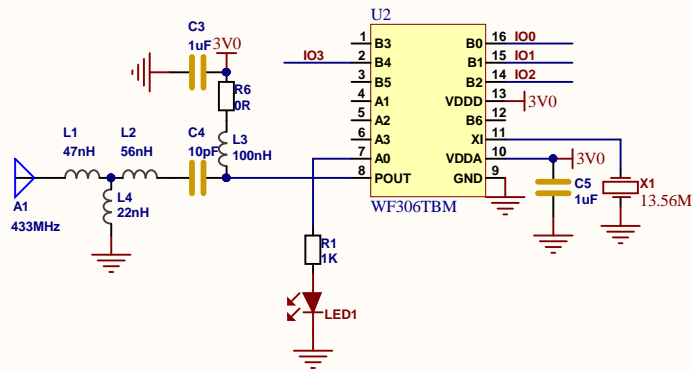 U2
WF306TBM
1 B3
2 B4
3 B5
4 A1
5 A2
6 A3
7 A0
8 POUT
B0 16
B1 15
B2 14
VDDD 13
B6 12
XI 11
VDDA 10
GND 9
IO0
IO1
IO2
IO3
3V0
3V0
C3
1uF
3V0
R6
0R
L3
100nH
C4
10pF
L1
47nH
L2
56nH
L4
22nH
A1
433MHz
R1
1K
LED1
C5
1uF
X1
13.56M